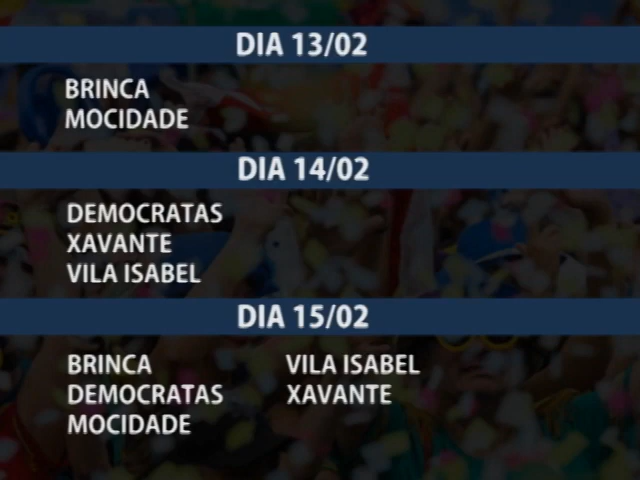 DIA 13/02
BRINCA
MOCIDADE
DIA 14/02
DEMOCRATAS
XAVANTE
VILA ISABEL
DIA 15/02
BRINCA
DEMOCRATAS
MOCIDADE
VILA ISABEL
XAVANTE